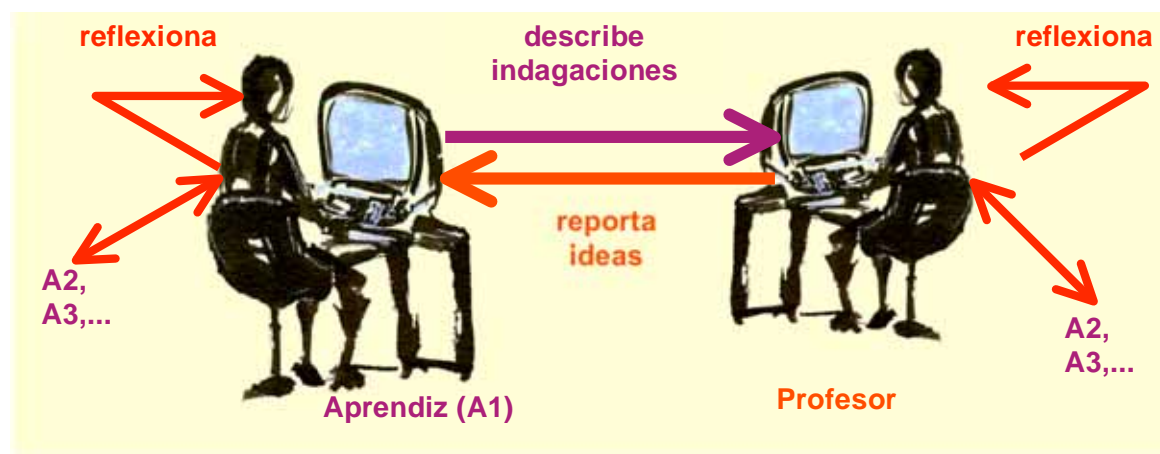 reflexiona
describe
indagaciones
reflexiona
reporta
ideas
A2,
A3,...
A2,
A3,...
Aprendiz (A1)
Profesor